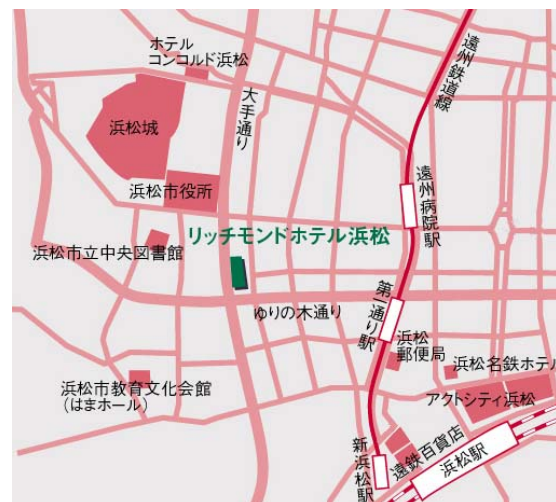 ホテル
コンコルド浜松
遠州鉄道線
大手通り
浜松城
浜松市役所
遠州病院駅
リッチモンドホテル浜松
浜松市立中央図書館
ゆりの木通り
第一通り駅
浜松
郵便局
浜松名鉄ホテル
浜松市教育文化会館
(はまホール)
アクトシティ浜松
新浜松駅
遠鉄百貨店
浜松駅